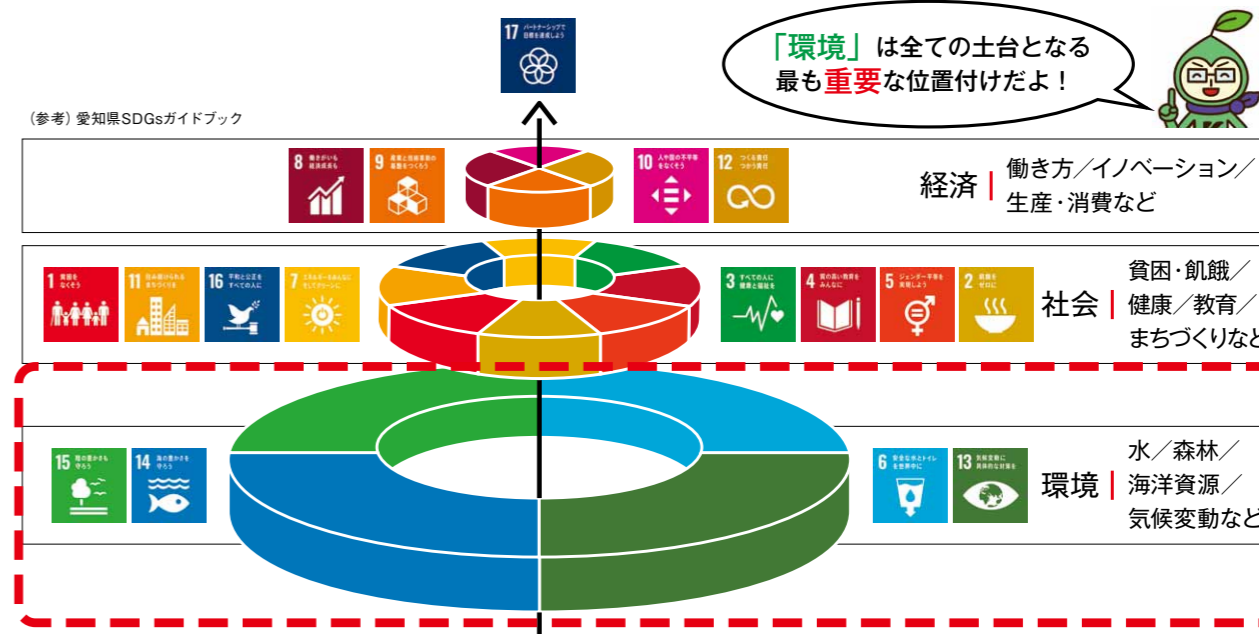 17 パートナーシップで
目標を達成しよう
「環境」は全ての土台となる
最も重要な位置付けだよ！
(参考) 愛知県SDGsガイドブック
8 働きがいも
経済成長も
9 産業と技術革新の
基盤をつくろう
10 人や国の不平等
をなくそう
12 つくる責任
つかう責任
経済
働き方／イノベーション／
生産・消費など
1 貧困を
なくそう
11 住み続けられる
まちづくりを
16 平和と公正を
すべての人に
7 エネルギーをみんなに
そしてクリーンに
3 すべての人に
健康と福祉を
4 質の高い教育を
みんなに
5 ジェンダー平等を
実現しよう
2 飢餓を
ゼロに
社会
貧困・飢餓／
健康／教育／
まちづくりなど
15 陸の豊かさも
守ろう
14 海の豊かさを
守ろう
6 安全な水とトイレ
を世界中に
13 気候変動に
具体的な対策を
環境
水／森林／
海洋資源／
気候変動など